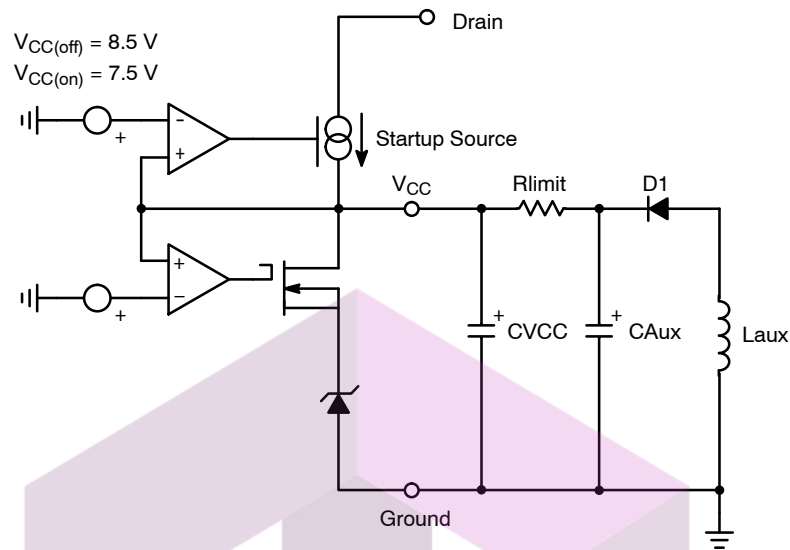 Drain
VCC(off) = 8.5 V
VCC(on) = 7.5 V
−
+
+
Startup Source
VCC
Rlimit
D1
+
−
+
+
CVCC
+
CAux
Laux
Ground